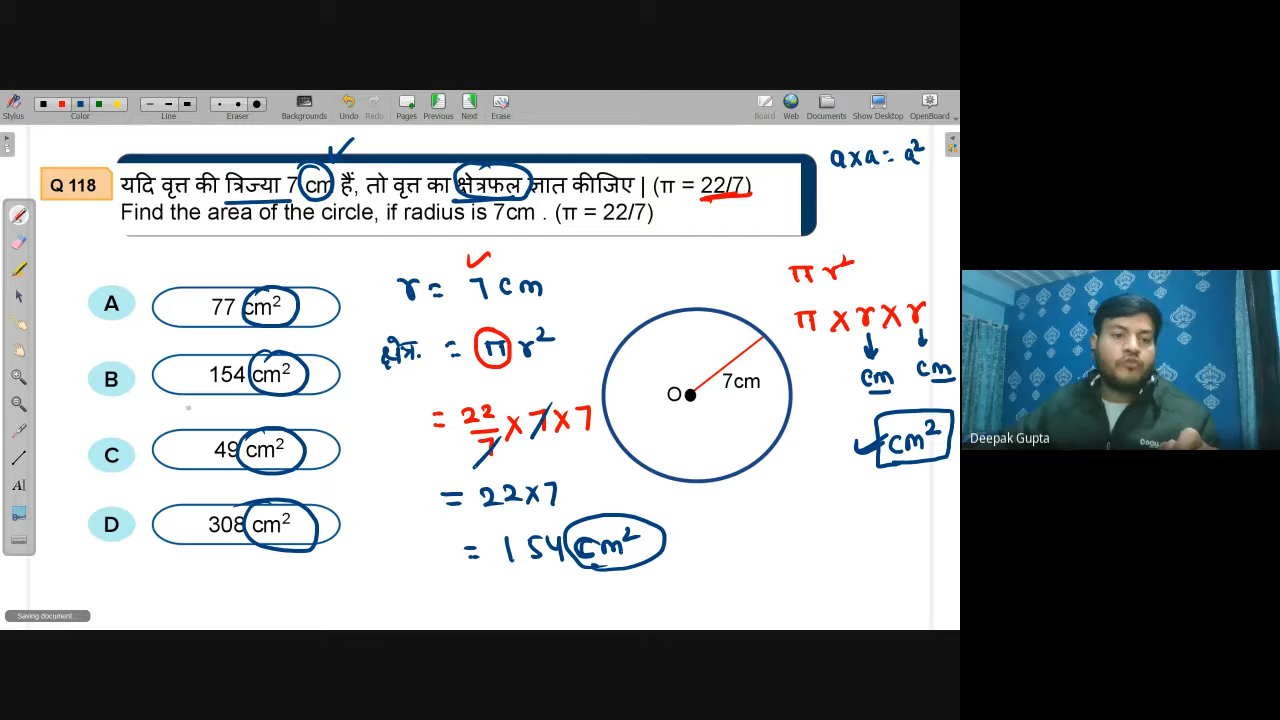 Stylus
Color
Line
Eraser
Backgrounds
Undo
Redo
Pages
Previous
Next
Erase
Board
Web
Documents
Show Desktop
OpenBoard
a×a = a²
Q 118
यदि वृत्त की त्रिज्या 7 cm हैं, तो वृत्त का क्षेत्रफल ज्ञात कीजिए | (π = 22/7)
Find the area of the circle, if radius is 7cm . (π = 22/7)
A
77 cm²
B
154 cm²
C
49 cm²
D
308 cm²
r = 7 cm
क्षेत्र. = π r²
= 22/7 × 7 × 7
= 22×7
= 154 cm²
O
7cm
π r²
π × r × r
cm cm
cm²
Deepak Gupta
Saving document...